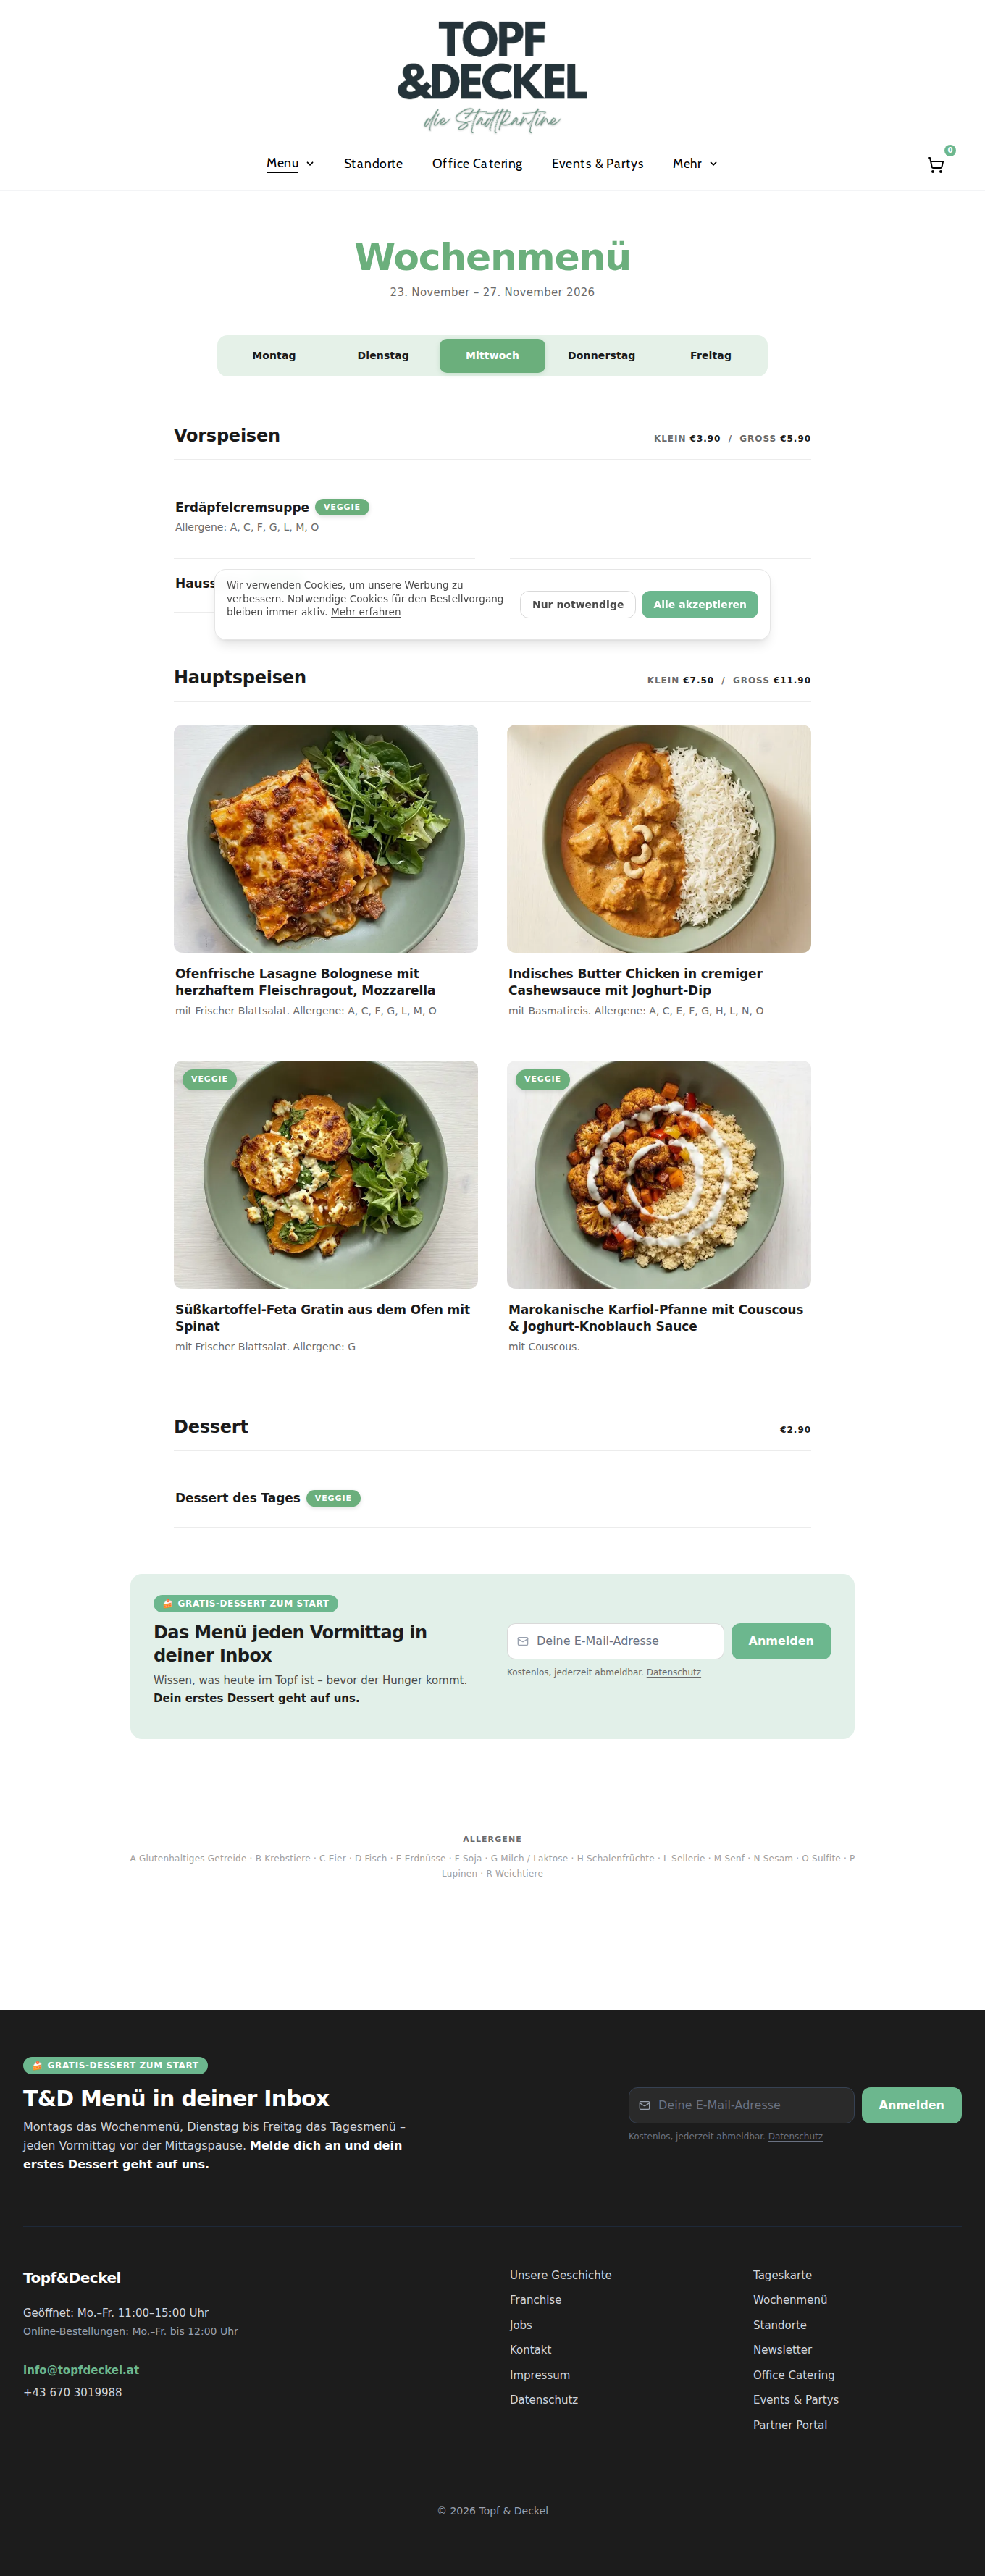 TOPF
&DECKEL
die Stadtkantine
Menu
Standorte
Office Catering
Events & Partys
Mehr
0
Wochenmenü
23. November – 27. November 2026
Montag
Dienstag
Mittwoch
Donnerstag
Freitag
Vorspeisen
KLEIN €3.90 / GROSS €5.90
Erdäpfelcremsuppe VEGGIE
Allergene: A, C, F, G, L, M, O
Wir verwenden Cookies, um unsere Werbung zu
verbessern. Notwendige Cookies für den Bestellvorgang
bleiben immer aktiv. Mehr erfahren
Nur notwendige
Alle akzeptieren
Hauptspeisen
KLEIN €7.50 / GROSS €11.90
Ofenfrische Lasagne Bolognese mit
herzhaftem Fleischragout, Mozzarella
mit Frischer Blattsalat. Allergene: A, C, F, G, L, M, O
Indisches Butter Chicken in cremiger
Cashewsauce mit Joghurt-Dip
mit Basmatireis. Allergene: A, C, E, F, G, H, L, N, O
VEGGIE
Süßkartoffel-Feta Gratin aus dem Ofen mit
Spinat
mit Frischer Blattsalat. Allergene: G
VEGGIE
Marokanische Karfiol-Pfanne mit Couscous
& Joghurt-Knoblauch Sauce
mit Couscous.
Dessert
€2.90
Dessert des Tages VEGGIE
🍰 GRATIS-DESSERT ZUM START
Das Menü jeden Vormittag in
deiner Inbox
Wissen, was heute im Topf ist – bevor der Hunger kommt.
Dein erstes Dessert geht auf uns.
Deine E-Mail-Adresse
Anmelden
Kostenlos, jederzeit abmeldbar. Datenschutz
ALLERGENE
A Glutenhaltiges Getreide · B Krebstiere · C Eier · D Fisch · E Erdnüsse · F Soja · G Milch / Laktose · H Schalenfrüchte · L Sellerie · M Senf · N Sesam · O Sulfite · P
Lupinen · R Weichtiere
🍰 GRATIS-DESSERT ZUM START
T&D Menü in deiner Inbox
Montags das Wochenmenü, Dienstag bis Freitag das Tagesmenü –
jeden Vormittag vor der Mittagspause. Melde dich an und dein
erstes Dessert geht auf uns.
Deine E-Mail-Adresse
Anmelden
Kostenlos, jederzeit abmeldbar. Datenschutz
Topf&Deckel
Geöffnet: Mo.–Fr. 11:00–15:00 Uhr
Online-Bestellungen: Mo.–Fr. bis 12:00 Uhr
info@topfdeckel.at
+43 670 3019988
Unsere Geschichte
Franchise
Jobs
Kontakt
Impressum
Datenschutz
Tageskarte
Wochenmenü
Standorte
Newsletter
Office Catering
Events & Partys
Partner Portal
© 2026 Topf & Deckel